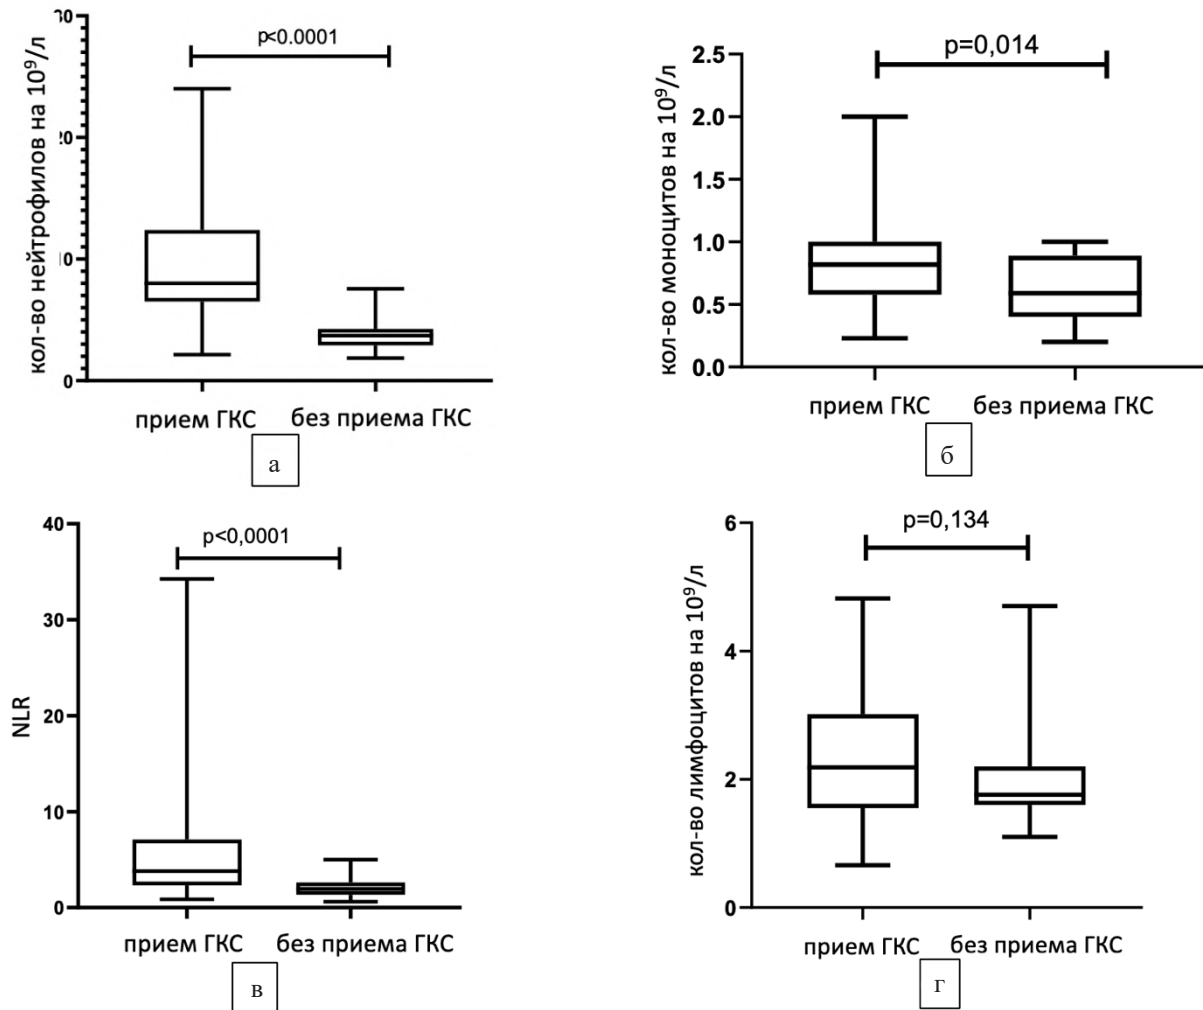 кол-во нейтрофилов на 10⁹/л
30
20
10
0
p<0.0001
прием ГКС
без приема ГКС
а
кол-во моноцитов на 10⁹/л
2.5
2.0
1.5
1.0
0.5
0.0
p=0,014
прием ГКС
без приема ГКС
б
NLR
40
30
20
10
0
p<0,0001
прием ГКС
без приема ГКС
в
кол-во лимфоцитов на 10⁹/л
6
4
2
0
p=0,134
прием ГКС
без приема ГКС
г